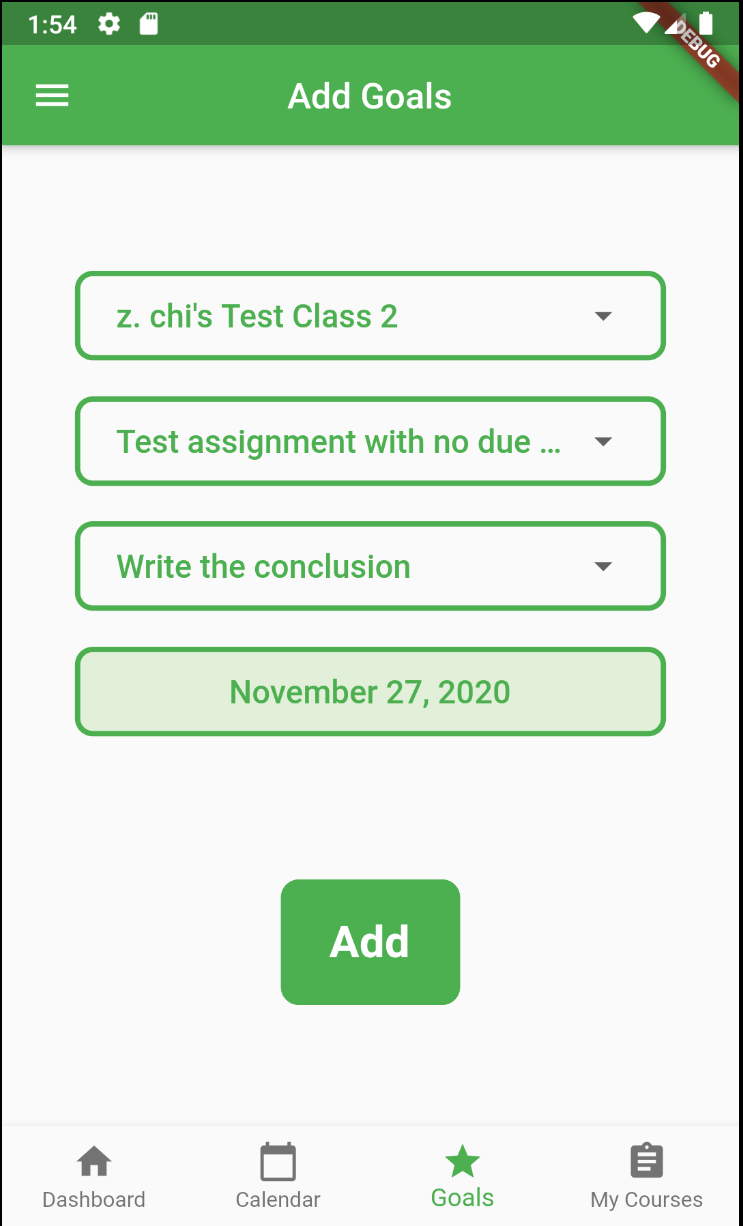 1:54
DEBUG
Add Goals
z. chi's Test Class 2
Test assignment with no due ...
Write the conclusion
November 27, 2020
Add
Dashboard
Calendar
Goals
My Courses